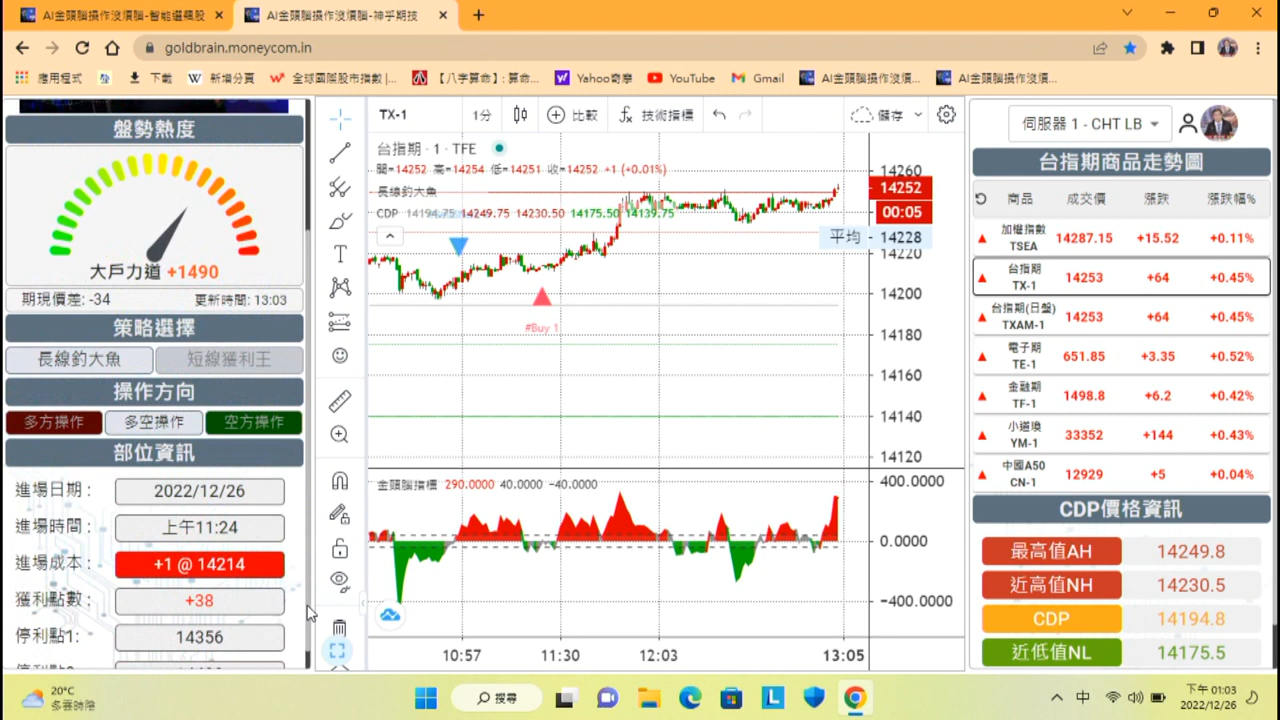 AI金頭腦操作沒煩腦-智能選飆股
AI金頭腦操作沒煩腦-神乎期技
goldbrain.moneycom.in
應用程式
下載
新增分頁
全球國際股市指數 |...
【八字算命】: 算命...
Yahoo奇摩
YouTube
Gmail
AI金頭腦操作沒煩...
AI金頭腦操作沒煩...
盤勢熱度
大戶力道 +1490
期現價差: -34
更新時間: 13:03
策略選擇
長線釣大魚
短線獲利王
操作方向
多方操作
多空操作
空方操作
部位資訊
進場日期 :
2022/12/26
進場時間 :
上午11:24
進場成本 :
+1 @ 14214
獲利點數 :
+38
停利點1:
14356
TX-1
1分
比較
技術指標
儲存
台指期 · 1 · TFE
開=14252 高=14254 低=14251 收=14252 +1 (+0.01%)
長線釣大魚
CDP 14194.75 14249.75 14230.50 14175.50 14139.75
#Buy 1
14260
14252
00:05
平均 - 14228
14220
14200
14180
14160
14140
14120
金頭腦指標 290.0000 40.0000 −40.0000
400.0000
0.0000
−400.0000
10:57
11:30
12:03
13:05
伺服器 1 - CHT LB
台指期商品走勢圖
商品 成交價 漲跌 漲跌幅%
加權指數
TSEA
14287.15 +15.52 +0.11%
台指期
TX-1
14253 +64 +0.45%
台指期(日盤)
TXAM-1
14253 +64 +0.45%
電子期
TE-1
651.85 +3.35 +0.52%
金融期
TF-1
1498.8 +6.2 +0.42%
小道瓊
YM-1
33352 +144 +0.43%
中國A50
CN-1
12929 +5 +0.04%
CDP價格資訊
最高值AH 14249.8
近高值NH 14230.5
CDP 14194.8
近低值NL 14175.5
20°C
多雲時陰
搜尋
中
下午 01:03
2022/12/26